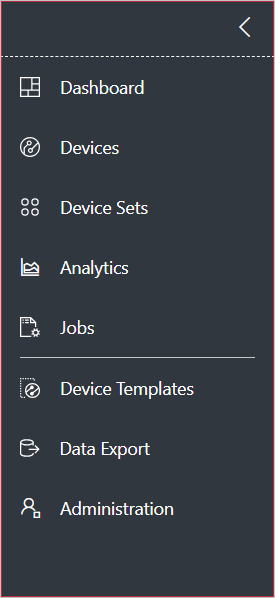 Dashboard
Devices
Device Sets
Analytics
Jobs
Device Templates
Data Export
Administration